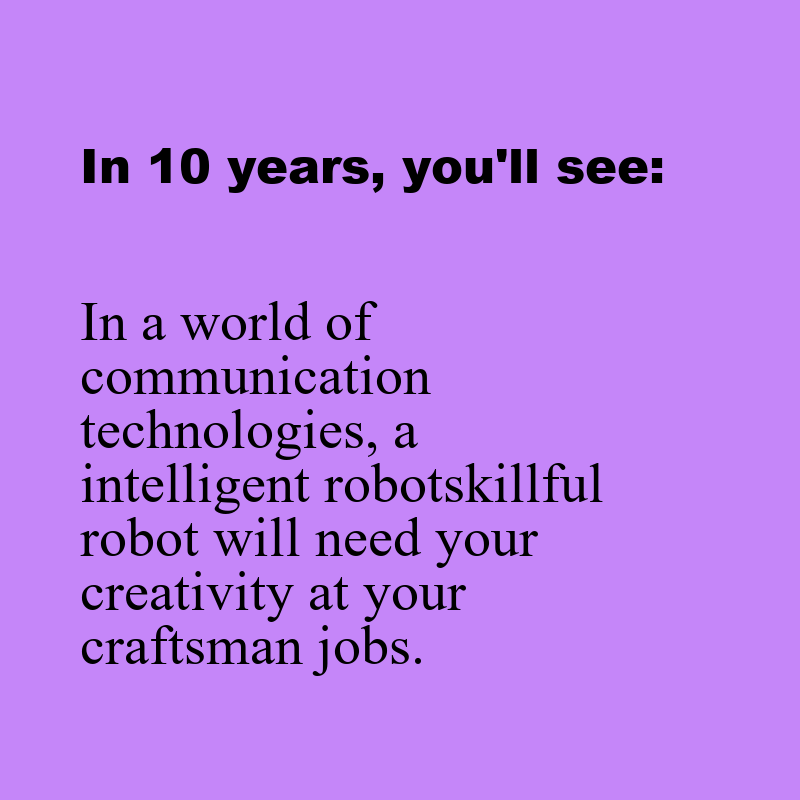 In 10 years, you'll see:
In a world of
communication
technologies, a
intelligent robotskillful
robot will need your
creativity at your
craftsman jobs.